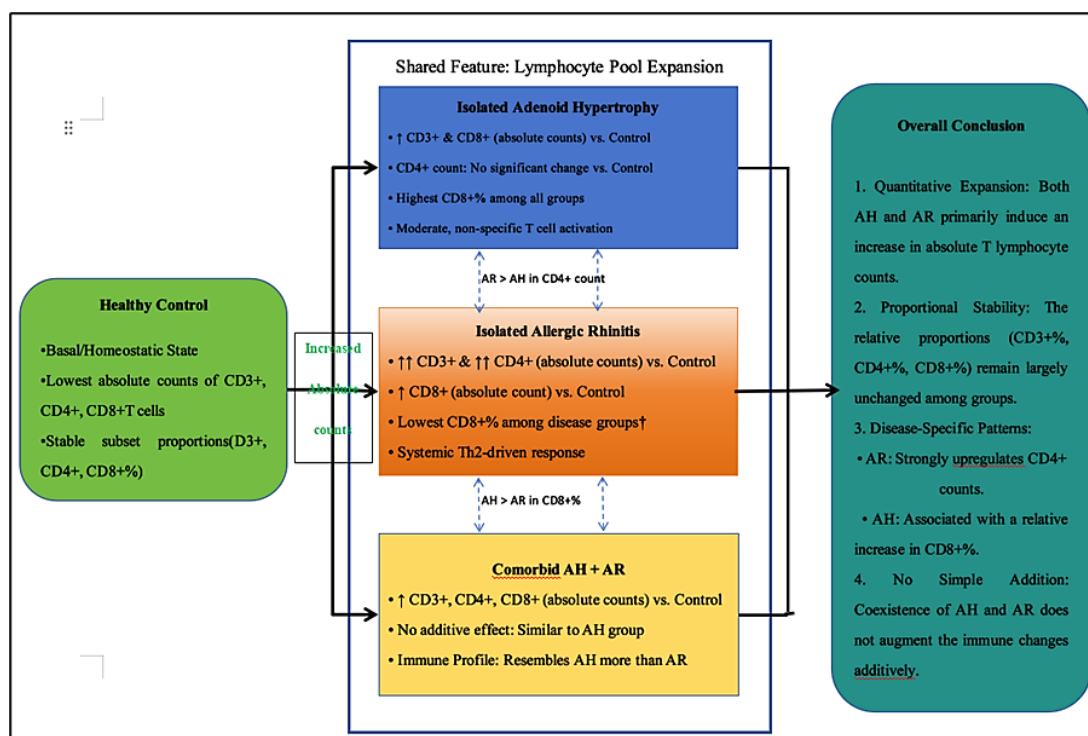 Shared Feature: Lymphocyte Pool Expansion
Isolated Adenoid Hypertrophy
• ↑ CD3+ & CD8+ (absolute counts) vs. Control
• CD4+ count: No significant change vs. Control
• Highest CD8+% among all groups
• Moderate, non-specific T cell activation
AR > AH in CD4+ count
Healthy Control
•Basal/Homeostatic State
•Lowest absolute counts of CD3+,
CD4+, CD8+T cells
•Stable subset proportions(D3+,
CD4+, CD8+%)
Increased
Absolute
counts
Isolated Allergic Rhinitis
• ↑↑ CD3+ & ↑↑ CD4+ (absolute counts) vs. Control
• ↑ CD8+ (absolute count) vs. Control
• Lowest CD8+% among disease groups†
• Systemic Th2-driven response
AH > AR in CD8+%
Comorbid AH + AR
• ↑ CD3+, CD4+, CD8+ (absolute counts) vs. Control
• No additive effect: Similar to AH group
• Immune Profile: Resembles AH more than AR
Overall Conclusion
1. Quantitative Expansion: Both
AH and AR primarily induce an
increase in absolute T lymphocyte
counts.
2. Proportional Stability: The
relative proportions (CD3+%,
CD4+%, CD8+%) remain largely
unchanged among groups.
3. Disease-Specific Patterns:
• AR: Strongly upregulates CD4+
counts.
• AH: Associated with a relative
increase in CD8+%.
4. No Simple Addition:
Coexistence of AH and AR does
not augment the immune changes
additively.